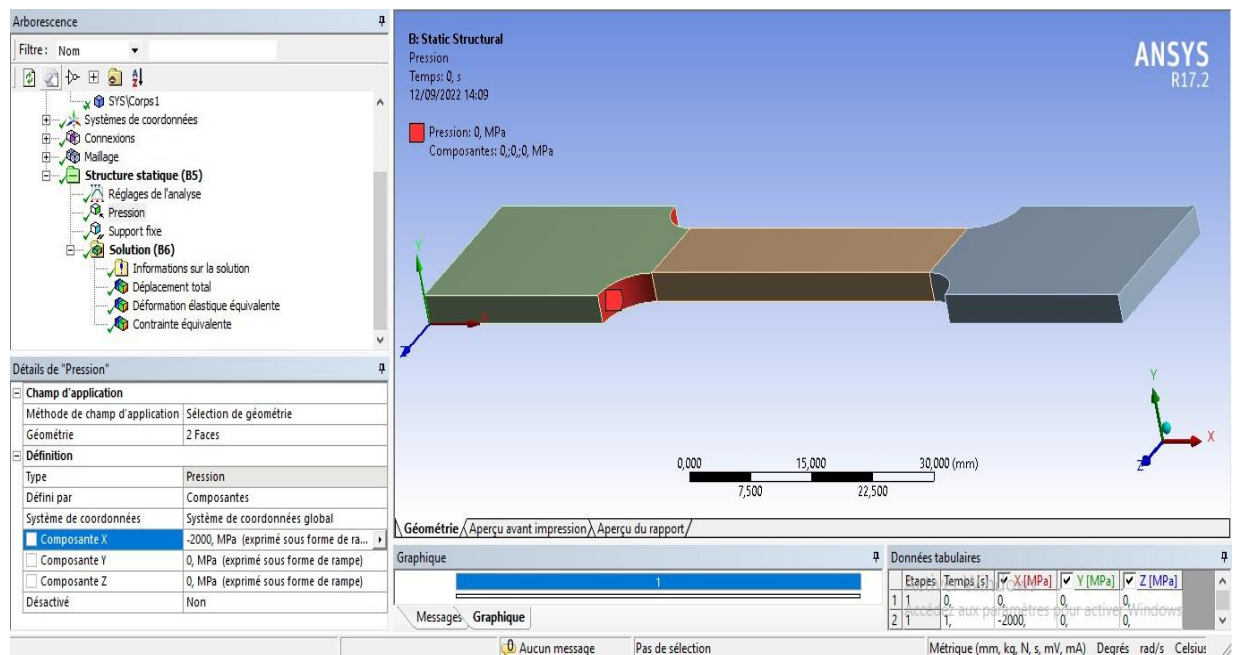 Arborescence
Filtre : Nom
SYS\Corps1
Systèmes de coordonnées
Connexions
Maillage
Structure statique (B5)
Réglages de l'analyse
Pression
Support fixe
Solution (B6)
Informations sur la solution
Déplacement total
Déformation élastique équivalente
Contrainte équivalente
Détails de "Pression"
Champ d'application
Méthode de champ d'application Sélection de géométrie
Géométrie 2 Faces
Définition
Type Pression
Défini par Composantes
Système de coordonnées Système de coordonnées global
Composante X -2000, MPa (exprimé sous forme de ra...
Composante Y 0, MPa (exprimé sous forme de rampe)
Composante Z 0, MPa (exprimé sous forme de rampe)
Désactivé Non
B: Static Structural
Pression
Temps: 0, s
12/09/2022 14:09
Pression: 0, MPa
Composantes: 0,;0,;0, MPa
ANSYS
R17.2
Y
X
Z
Y
X
Z
0,000 15,000 30,000 (mm)
7,500 22,500
Géométrie Aperçu avant impression Aperçu du rapport
Graphique
1
Messages Graphique
Données tabulaires
Etapes Temps [s] X [MPa] Y [MPa] Z [MPa]
1 1 0, 0, 0, 0,
2 1 1, -2000, 0, 0,
Accédez aux paramètres pour activer Windows
0 Aucun message Pas de sélection Métrique (mm, kg, N, s, mV, mA) Degrés rad/s Celsius